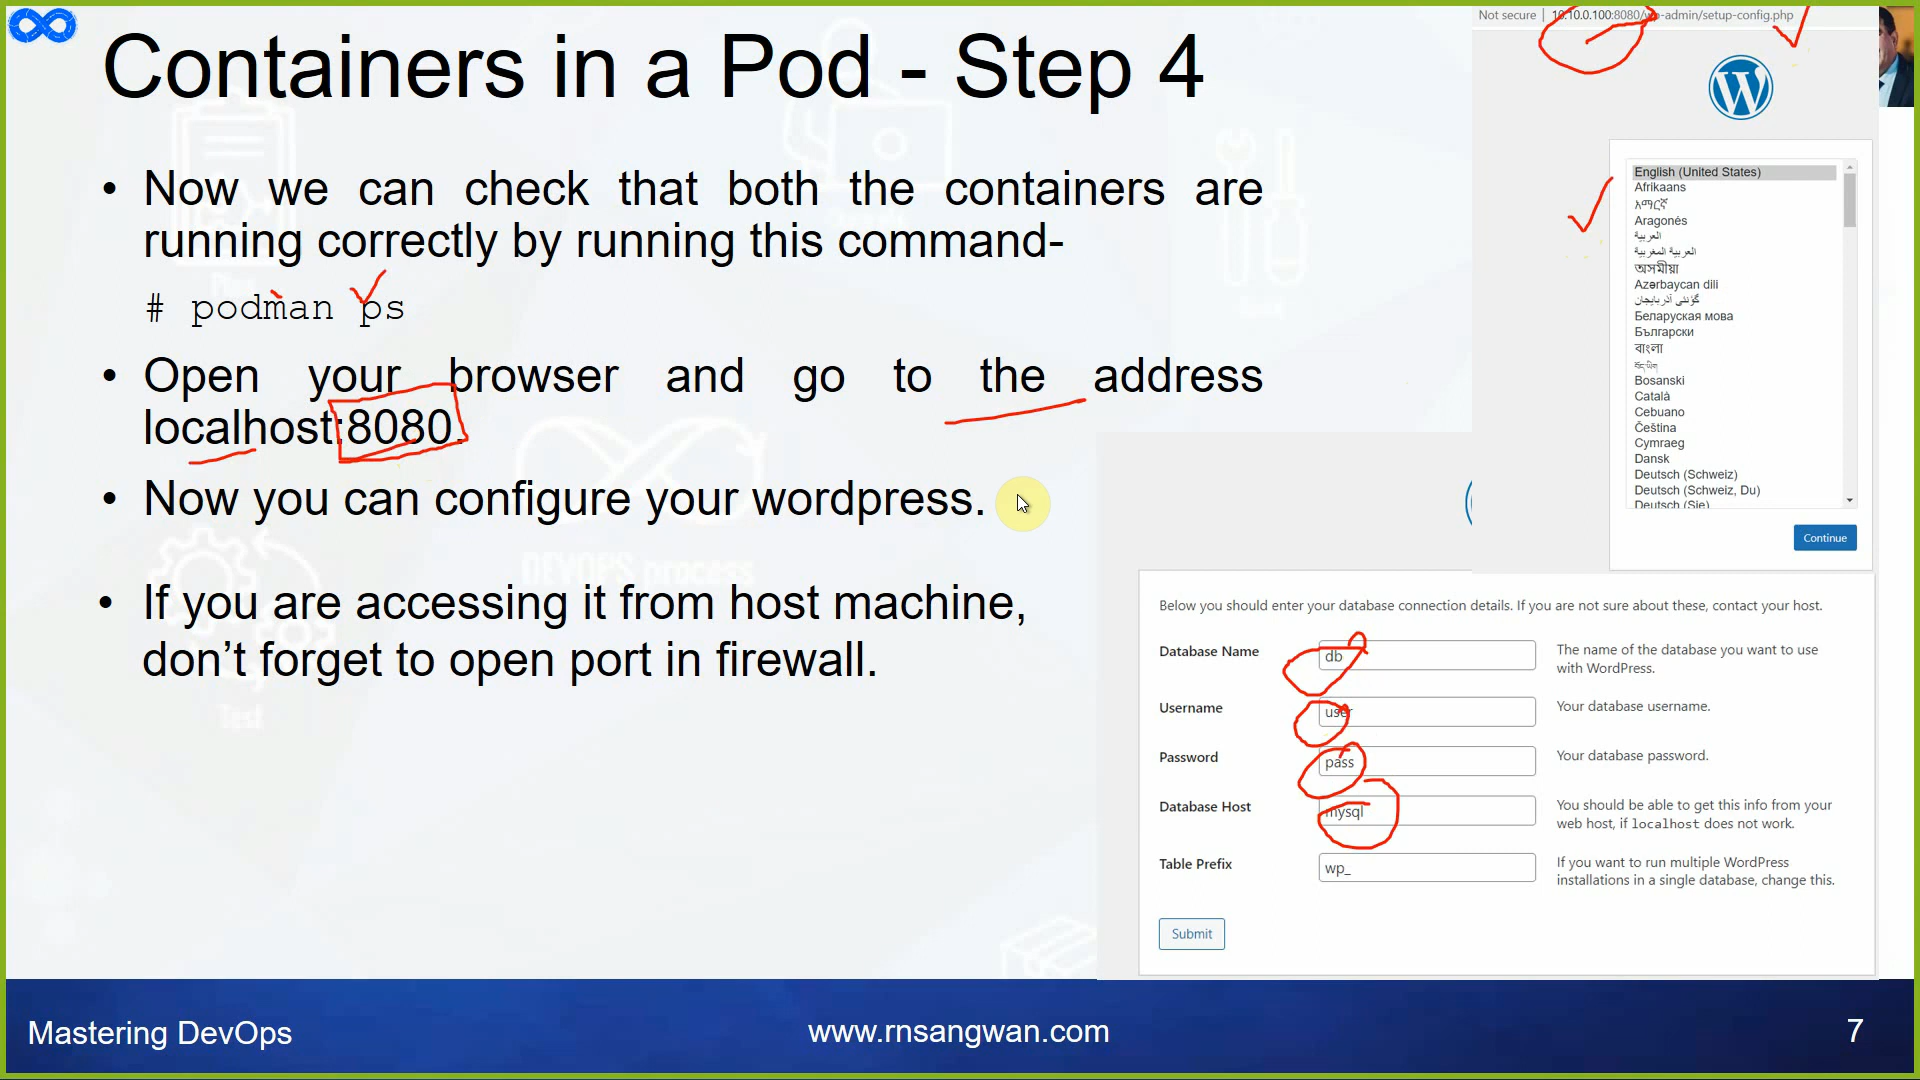 Containers in a Pod - Step 4
• Now we can check that both the containers are
running correctly by running this command-
# podman ps
• Open your browser and go to the address
localhost:8080.
• Now you can configure your wordpress.
• If you are accessing it from host machine,
don’t forget to open port in firewall.
Not secure | 10.10.0.100:8080/wp-admin/setup-config.php
English (United States)
Afrikaans
አማርኛ
Aragonés
العربية
العربية المغربية
অসমীয়া
Azərbaycan dili
گؤنئی آذربایجان
Беларуская мова
Български
বাংলা
བོད་ཡིག
Bosanski
Català
Cebuano
Čeština
Cymraeg
Dansk
Deutsch (Schweiz)
Deutsch (Schweiz, Du)
Deutsch (Sie)
Continue
Below you should enter your database connection details. If you are not sure about these, contact your host.
Database Name
db
The name of the database you want to use
with WordPress.
Username
user
Your database username.
Password
pass
Your database password.
Database Host
mysql
You should be able to get this info from your
web host, if localhost does not work.
Table Prefix
wp_
If you want to run multiple WordPress
installations in a single database, change this.
Submit
DEVOPS process
Test
Mastering DevOps
www.rnsangwan.com
7